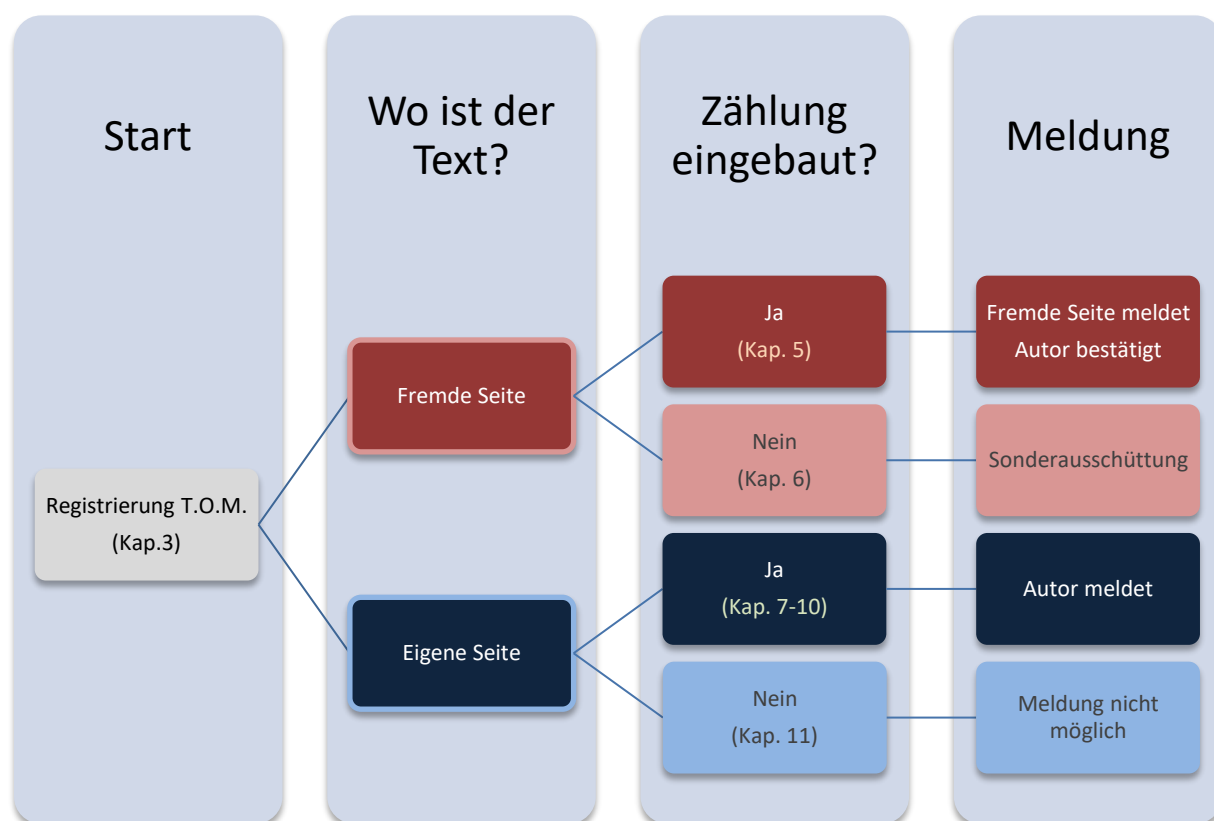 Start
Wo ist der
Text?
Zählung
eingebaut?
Meldung
Registrierung T.O.M.
(Kap.3)
Fremde Seite
Ja
(Kap. 5)
Fremde Seite meldet
Autor bestätigt
Nein
(Kap. 6)
Sonderausschüttung
Eigene Seite
Ja
(Kap. 7-10)
Autor meldet
Nein
(Kap. 11)
Meldung nicht
möglich